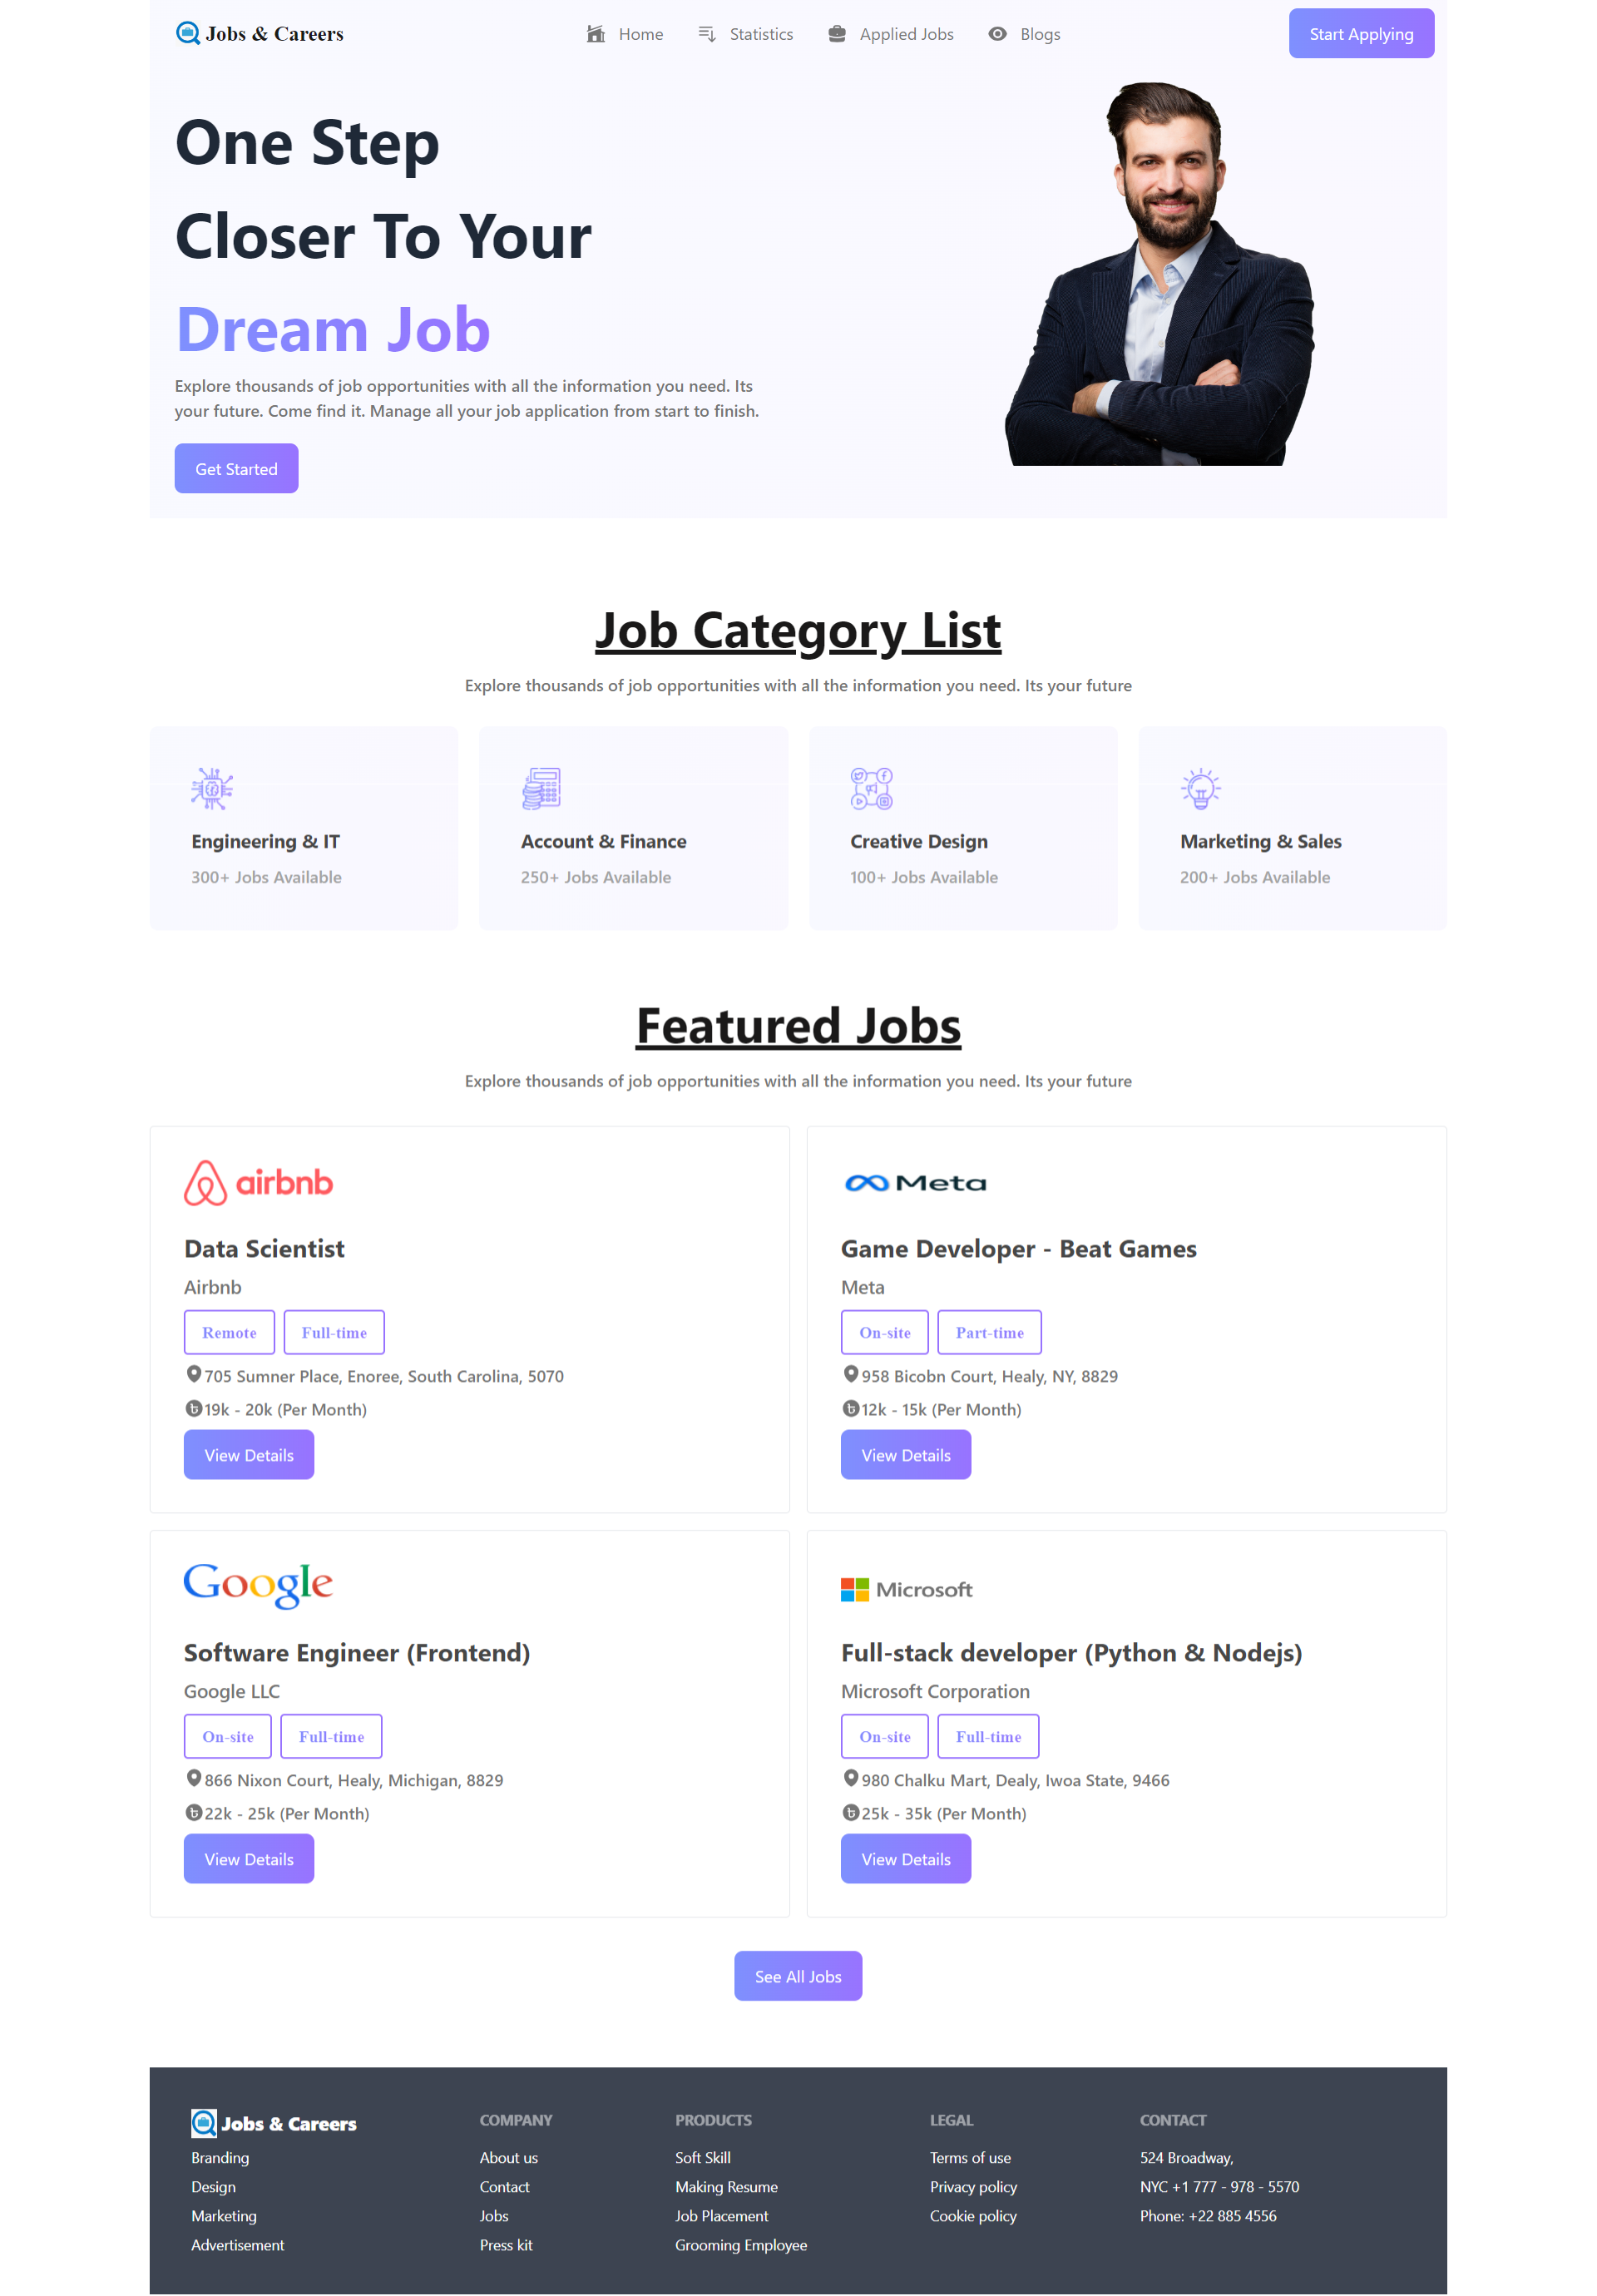 Jobs & Careers
Home
Statistics
Applied Jobs
Blogs
Start Applying
One Step
Closer To Your
Dream Job
Explore thousands of job opportunities with all the information you need. Its
your future. Come find it. Manage all your job application from start to finish.
Get Started
Job Category List
Explore thousands of job opportunities with all the information you need. Its your future
Engineering & IT
300+ Jobs Available
Account & Finance
250+ Jobs Available
Creative Design
100+ Jobs Available
Marketing & Sales
200+ Jobs Available
Featured Jobs
Explore thousands of job opportunities with all the information you need. Its your future
airbnb
Data Scientist
Airbnb
Remote
Full-time
705 Sumner Place, Enoree, South Carolina, 5070
19k - 20k (Per Month)
View Details
Meta
Game Developer - Beat Games
Meta
On-site
Part-time
958 Bicobn Court, Healy, NY, 8829
12k - 15k (Per Month)
View Details
Google
Software Engineer (Frontend)
Google LLC
On-site
Full-time
866 Nixon Court, Healy, Michigan, 8829
22k - 25k (Per Month)
View Details
Microsoft
Full-stack developer (Python & Nodejs)
Microsoft Corporation
On-site
Full-time
980 Chalku Mart, Dealy, Iwoa State, 9466
25k - 35k (Per Month)
View Details
See All Jobs
Jobs & Careers
Branding
Design
Marketing
Advertisement
COMPANY
About us
Contact
Jobs
Press kit
PRODUCTS
Soft Skill
Making Resume
Job Placement
Grooming Employee
LEGAL
Terms of use
Privacy policy
Cookie policy
CONTACT
524 Broadway,
NYC +1 777 - 978 - 5570
Phone: +22 885 4556